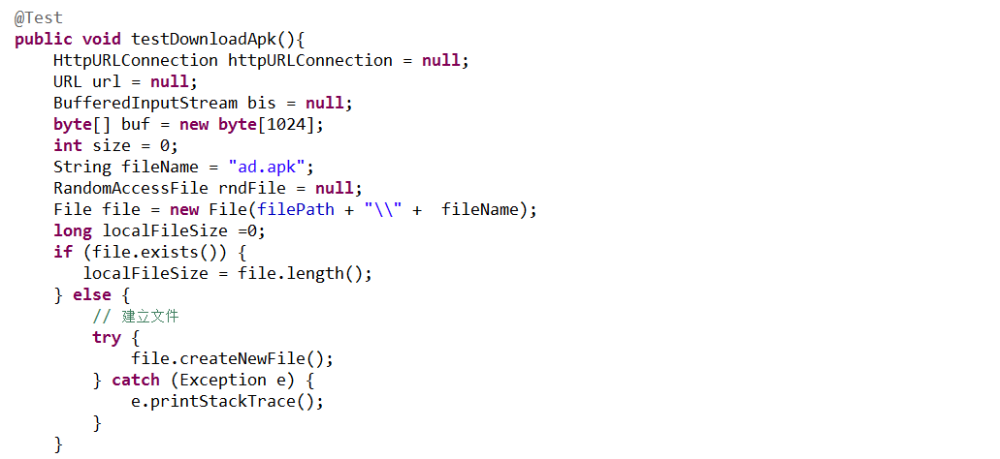 @Test
public void testDownloadApk(){
    HttpURLConnection httpURLConnection = null;
    URL url = null;
    BufferedInputStream bis = null;
    byte[] buf = new byte[1024];
    int size = 0;
    String fileName = "ad.apk";
    RandomAccessFile rndFile = null;
    File file = new File(filePath + "\\" +  fileName);
    long localFileSize =0;
    if (file.exists()) {
       localFileSize = file.length();
    } else {
        // 建立文件
        try {
            file.createNewFile();
        } catch (Exception e) {
            e.printStackTrace();
        }
    }